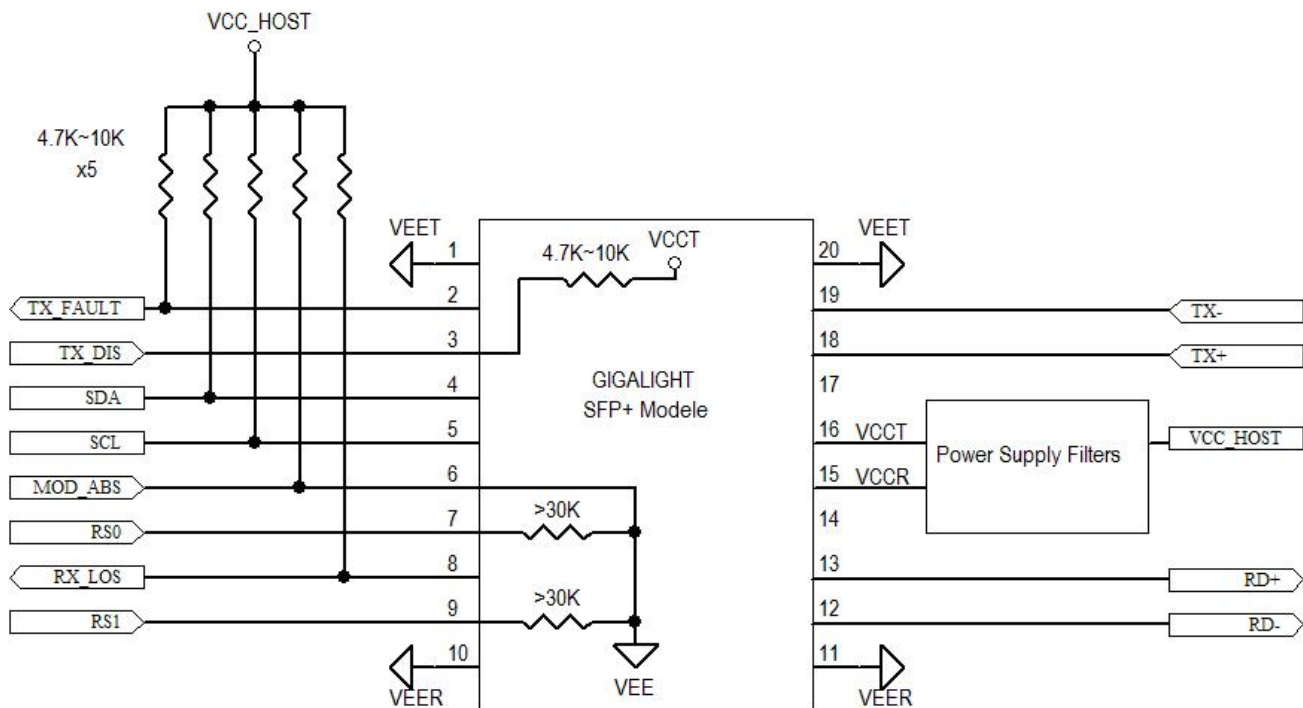 VCC_HOST
4.7K~10K
x5
VEET
1
TX_FAULT
2
TX_DIS
3
SDA
4
SCL
5
MOD_ABS
6
RS0
7
RX_LOS
8
RS1
9
10
VEER
4.7K~10K
VCCT
GIGALIGHT
SFP+ Modele
>30K
>30K
VEE
20
VEET
19
TX-
18
TX+
17
16
VCCT
15
VCCR
Power Supply Filters
VCC_HOST
14
13
RD+
12
RD-
11
VEER